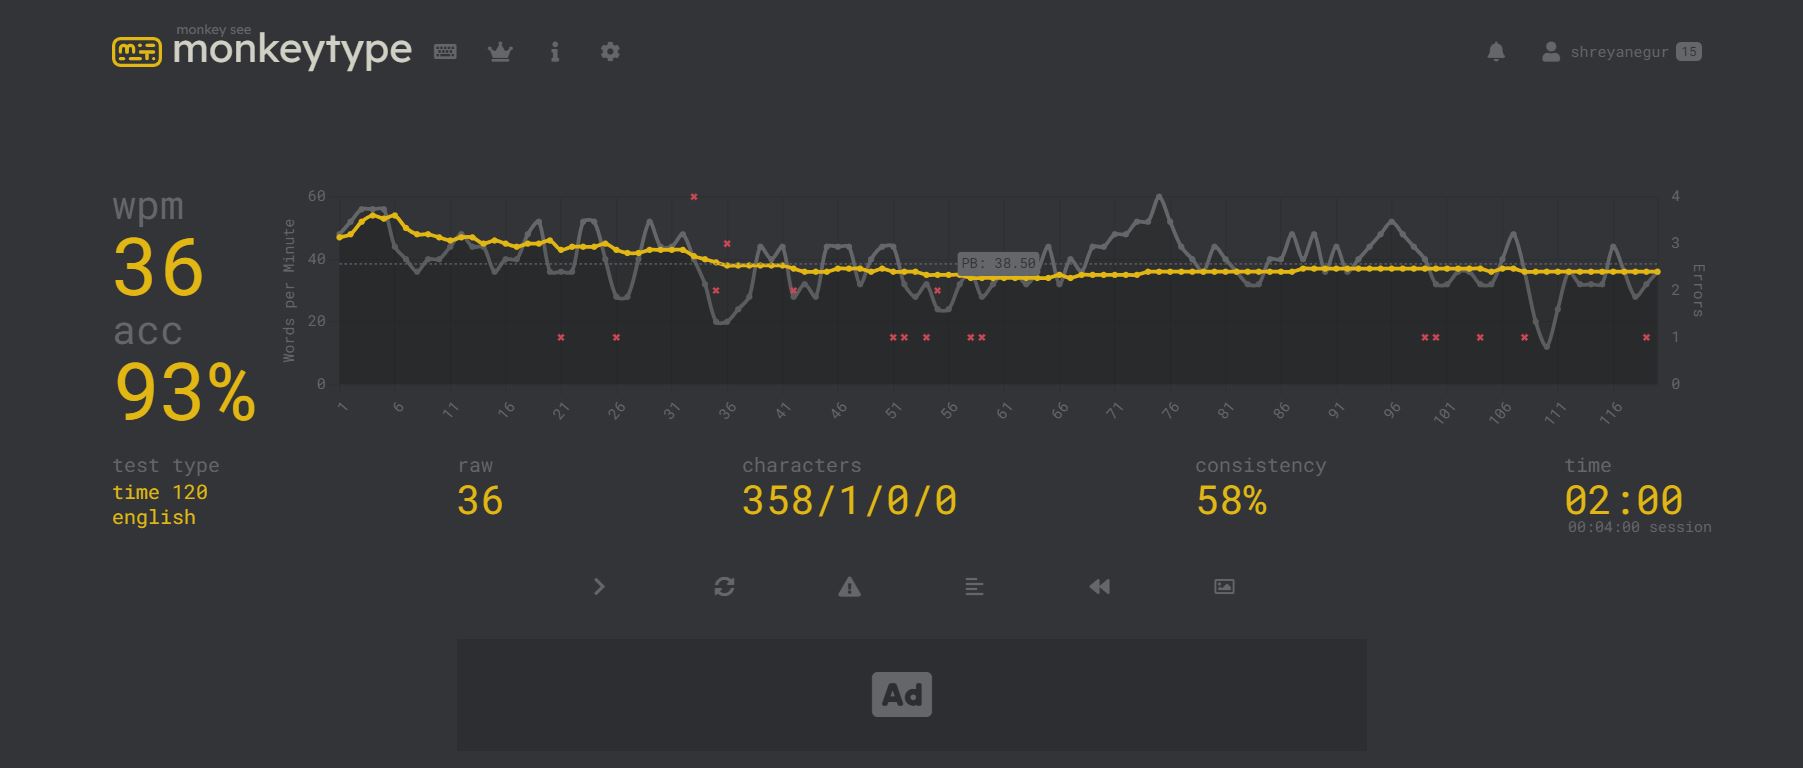 monkey see
monkeytype
shreyanegur 15
wpm
36
acc
93%
Words per Minute
60
40
20
0
PB: 38.50
4
3
2
1
0
Errors
1 6 11 16 21 26 31 36 41 46 51 56 61 66 71 76 81 86 91 96 101 106 111 116
test type
time 120
english
raw
36
characters
358/1/0/0
consistency
58%
time
02:00
00:04:00 session
Ad